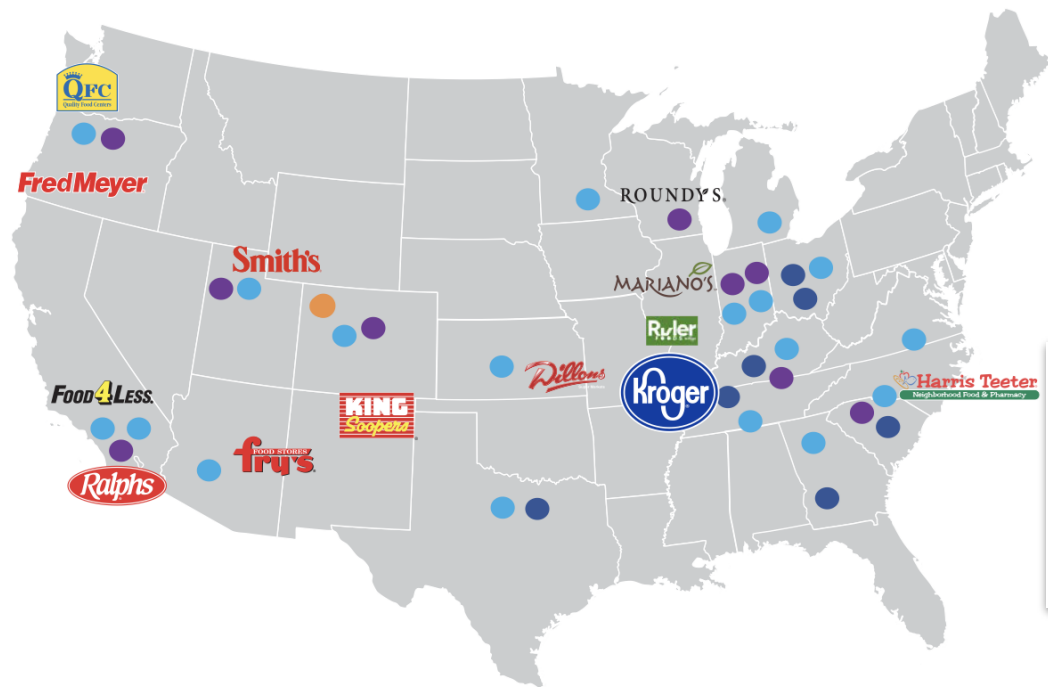 QFC
Quality Food Centers
FredMeyer
ROUNDY'S
Smith's
MARIANO'S
Ruler
Dillons
Kroger
Harris Teeter
Neighborhood Food & Pharmacy
FOOD4LESS
KING
Soopers
FOOD STORES
fry's
Ralphs